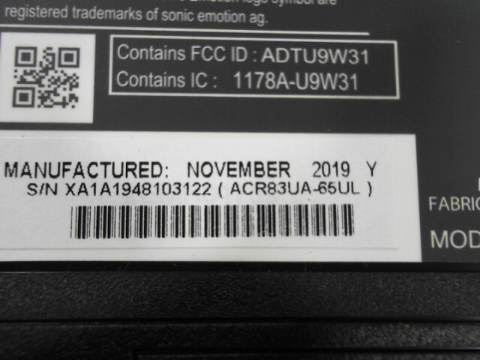 registered trademarks of sonic emotion ag.
Contains FCC ID : ADTU9W31
Contains IC : 1178A-U9W31
MANUFACTURED: NOVEMBER 2019 Y
S/N XA1A1948103122 ( ACR83UA-65UL )
FABRIC
MOD